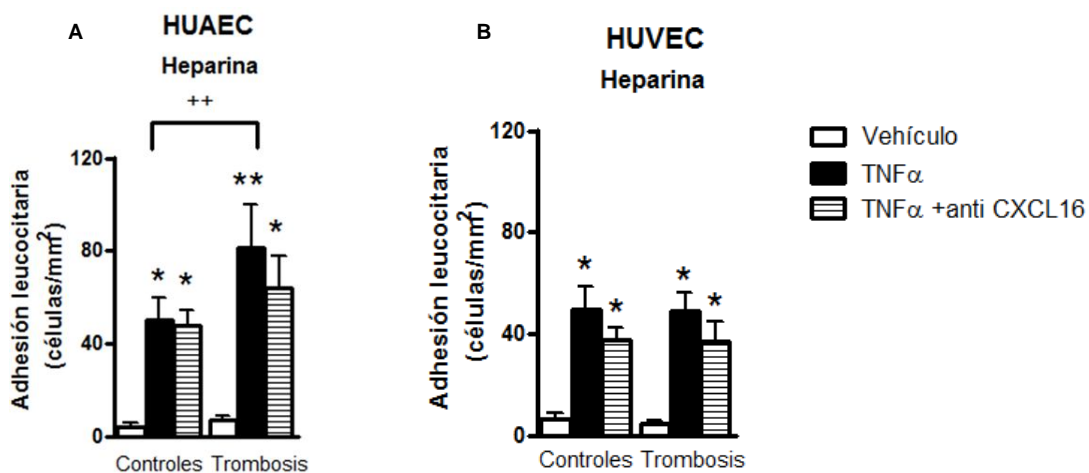 A
HUAEC
Heparina
++
120
80
40
0
**
*
*
*
Adhesión leucocitaria
(células/mm²)
Controles Trombosis
B
HUVEC
Heparina
120
80
40
0
*
*
*
*
Adhesión leucocitaria
(células/mm²)
Controles Trombosis
Vehículo
TNFα
TNFα +anti CXCL16